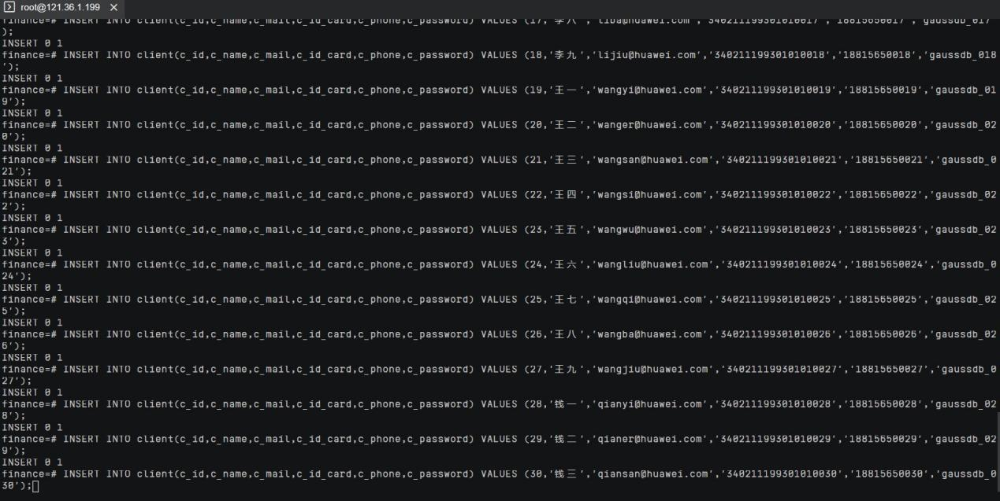 root@121.36.1.199
finance=# INSERT INTO client(c_id,c_name,c_mail,c_id_card,c_phone,c_password) VALUES (17,'李八','liba@huawei.com','340211199301010017','18815650017','gaussdb_017'
);
INSERT 0 1
finance=# INSERT INTO client(c_id,c_name,c_mail,c_id_card,c_phone,c_password) VALUES (18,'李九','lijiu@huawei.com','340211199301010018','18815650018','gaussdb_018
');
INSERT 0 1
finance=# INSERT INTO client(c_id,c_name,c_mail,c_id_card,c_phone,c_password) VALUES (19,'王一','wangyi@huawei.com','340211199301010019','18815650019','gaussdb_01
9');
INSERT 0 1
finance=# INSERT INTO client(c_id,c_name,c_mail,c_id_card,c_phone,c_password) VALUES (20,'王二','wanger@huawei.com','340211199301010020','18815650020','gaussdb_02
0');
INSERT 0 1
finance=# INSERT INTO client(c_id,c_name,c_mail,c_id_card,c_phone,c_password) VALUES (21,'王三','wangsan@huawei.com','340211199301010021','18815650021','gaussdb_0
21');
INSERT 0 1
finance=# INSERT INTO client(c_id,c_name,c_mail,c_id_card,c_phone,c_password) VALUES (22,'王四','wangsi@huawei.com','340211199301010022','18815650022','gaussdb_02
2');
INSERT 0 1
finance=# INSERT INTO client(c_id,c_name,c_mail,c_id_card,c_phone,c_password) VALUES (23,'王五','wangwu@huawei.com','340211199301010023','18815650023','gaussdb_02
3');
INSERT 0 1
finance=# INSERT INTO client(c_id,c_name,c_mail,c_id_card,c_phone,c_password) VALUES (24,'王六','wangliu@huawei.com','340211199301010024','18815650024','gaussdb_0
24');
INSERT 0 1
finance=# INSERT INTO client(c_id,c_name,c_mail,c_id_card,c_phone,c_password) VALUES (25,'王七','wangqi@huawei.com','340211199301010025','18815650025','gaussdb_02
5');
INSERT 0 1
finance=# INSERT INTO client(c_id,c_name,c_mail,c_id_card,c_phone,c_password) VALUES (26,'王八','wangba@huawei.com','340211199301010026','18815650026','gaussdb_02
6');
INSERT 0 1
finance=# INSERT INTO client(c_id,c_name,c_mail,c_id_card,c_phone,c_password) VALUES (27,'王九','wangjiu@huawei.com','340211199301010027','18815650027','gaussdb_0
27');
INSERT 0 1
finance=# INSERT INTO client(c_id,c_name,c_mail,c_id_card,c_phone,c_password) VALUES (28,'钱一','qianyi@huawei.com','340211199301010028','18815650028','gaussdb_02
8');
INSERT 0 1
finance=# INSERT INTO client(c_id,c_name,c_mail,c_id_card,c_phone,c_password) VALUES (29,'钱二','qianer@huawei.com','340211199301010029','18815650029','gaussdb_02
9');
INSERT 0 1
finance=# INSERT INTO client(c_id,c_name,c_mail,c_id_card,c_phone,c_password) VALUES (30,'钱三','qiansan@huawei.com','340211199301010030','18815650030','gaussdb_0
30');